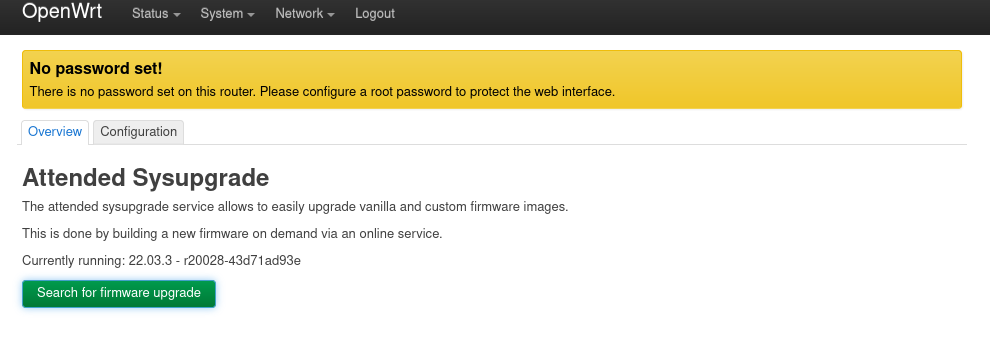 OpenWrt Status System Network Logout
No password set!
There is no password set on this router. Please configure a root password to protect the web interface.
Overview Configuration
Attended Sysupgrade
The attended sysupgrade service allows to easily upgrade vanilla and custom firmware images.
This is done by building a new firmware on demand via an online service.
Currently running: 22.03.3 - r20028-43d71ad93e
Search for firmware upgrade